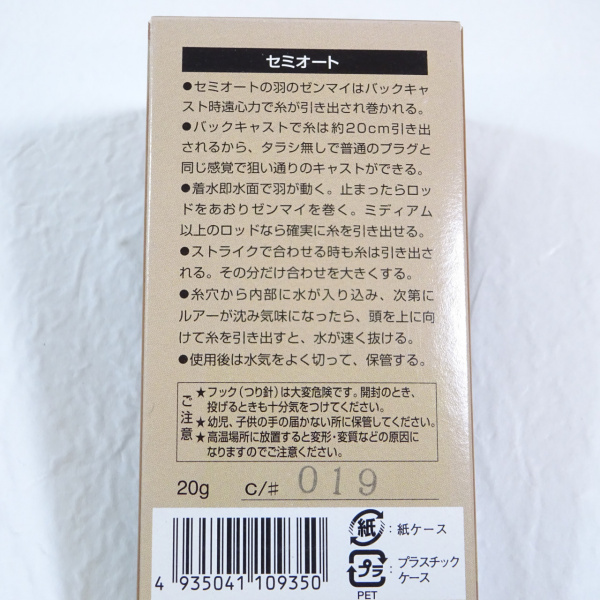 セミオート
●セミオートの羽のゼンマイはバックキャ
スト時遠心力で糸が引き出され巻かれる。
●バックキャストで糸は約20cm引き出
されるから、タラシ無しで普通のプラグと
同じ感覚で狙い通りのキャストができる。
●着水即水面で羽が動く。止まったらロッ
ドをあおりゼンマイを巻く。ミディアム
以上のロッドなら確実に糸を引き出せる。
●ストライクで合わせる時も糸は引き出さ
れる。その分だけ合わせを大きくする。
●糸穴から内部に水が入り込み、次第に
ルアーが沈み気味になったら、頭を上に向
けて糸を引き出すと、水が速く抜ける。
●使用後は水気をよく切って、保管する。
ご注意
★フック(つり針)は大変危険です。開封のとき、
投げるときも十分気をつけてください。
★幼児、子供の手の届かない所に保管してください。
★高温場所に放置すると変形・変質などの原因に
なりますのでご注意ください。
20g C/# 019
紙 :紙ケース
プラ :プラスチック
ケース
PET
4 935041 109350